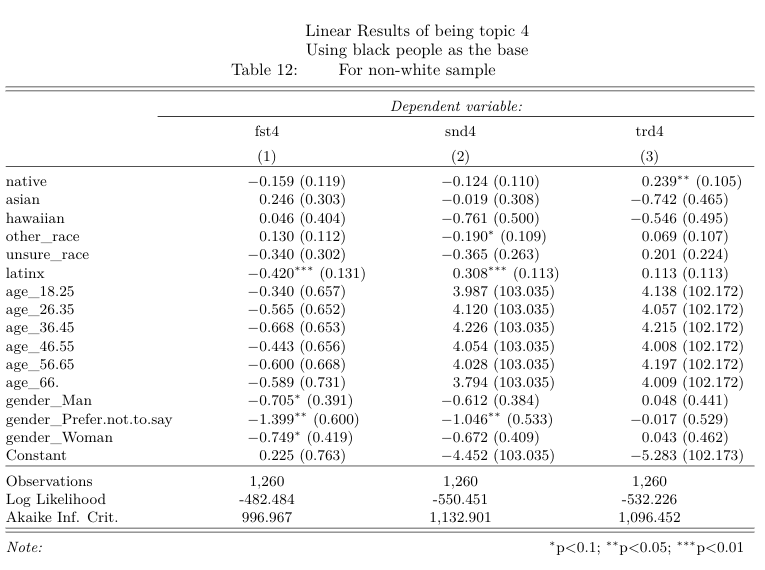 Linear Results of being topic 4
Using black people as the base
Table 12: For non-white sample
Dependent variable:
fst4 snd4 trd4
(1) (2) (3)
native −0.159 (0.119) −0.124 (0.110) 0.239** (0.105)
asian 0.246 (0.303) −0.019 (0.308) −0.742 (0.465)
hawaiian 0.046 (0.404) −0.761 (0.500) −0.546 (0.495)
other_race 0.130 (0.112) −0.190* (0.109) 0.069 (0.107)
unsure_race −0.340 (0.302) −0.365 (0.263) 0.201 (0.224)
latinx −0.420*** (0.131) 0.308*** (0.113) 0.113 (0.113)
age_18.25 −0.340 (0.657) 3.987 (103.035) 4.138 (102.172)
age_26.35 −0.565 (0.652) 4.120 (103.035) 4.057 (102.172)
age_36.45 −0.668 (0.653) 4.226 (103.035) 4.215 (102.172)
age_46.55 −0.443 (0.656) 4.054 (103.035) 4.008 (102.172)
age_56.65 −0.600 (0.668) 4.028 (103.035) 4.197 (102.172)
age_66. −0.589 (0.731) 3.794 (103.035) 4.009 (102.172)
gender_Man −0.705* (0.391) −0.612 (0.384) 0.048 (0.441)
gender_Prefer.not.to.say −1.399** (0.600) −1.046** (0.533) −0.017 (0.529)
gender_Woman −0.749* (0.419) −0.672 (0.409) 0.043 (0.462)
Constant 0.225 (0.763) −4.452 (103.035) −5.283 (102.173)
Observations 1,260 1,260 1,260
Log Likelihood -482.484 -550.451 -532.226
Akaike Inf. Crit. 996.967 1,132.901 1,096.452
Note: *p<0.1; **p<0.05; ***p<0.01